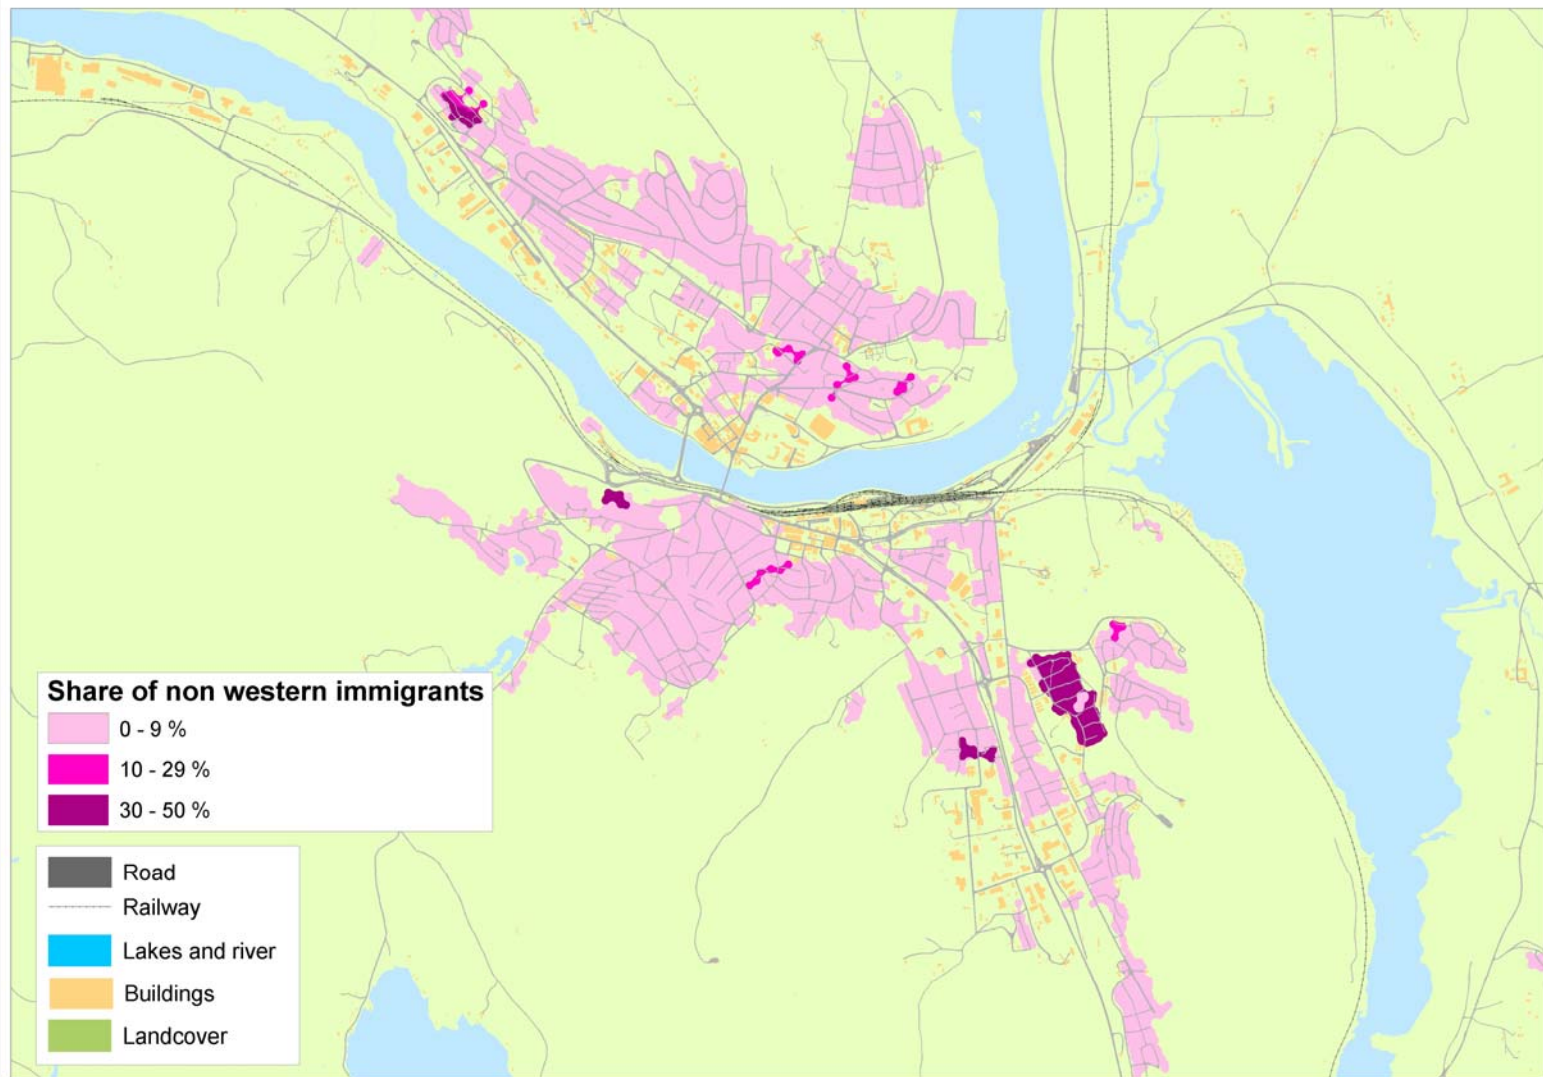 Share of non western immigrants
0 - 9 %
10 - 29 %
30 - 50 %
Road
Railway
Lakes and river
Buildings
Landcover